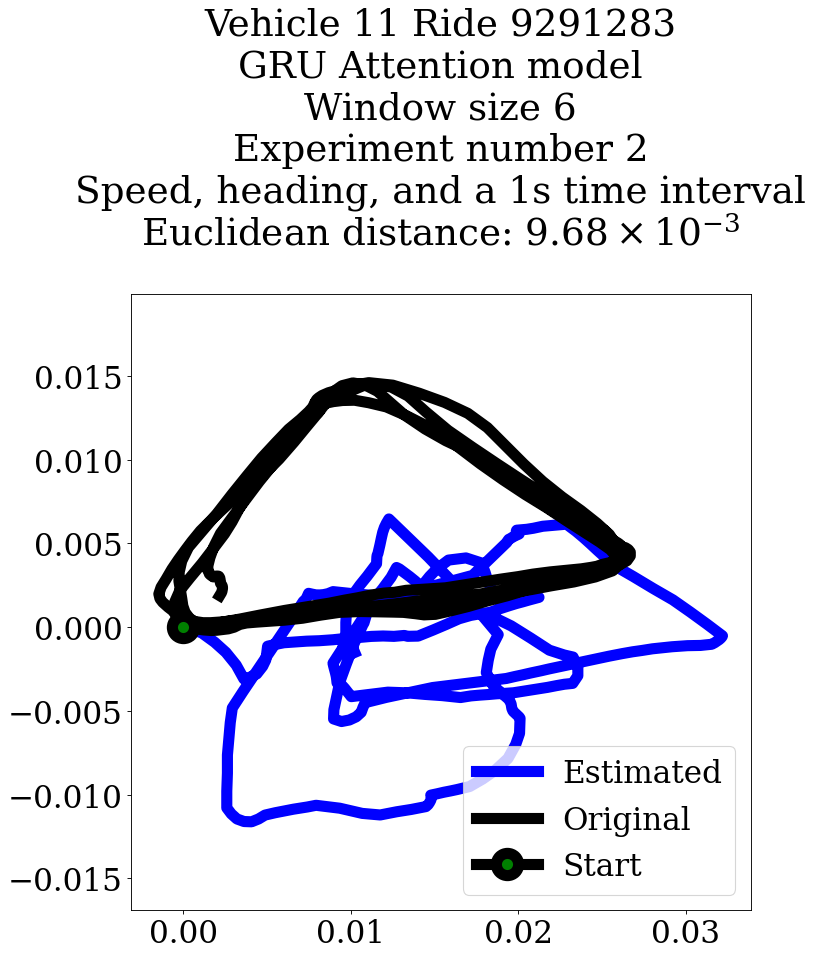 Vehicle 11 Ride 9291283
GRU Attention model
Window size 6
Experiment number 2
Speed, heading, and a 1s time interval
Euclidean distance: 9.68 × 10⁻³
0.015
0.010
0.005
0.000
−0.005
−0.010
−0.015
0.00 0.01 0.02 0.03
Estimated
Original
Start